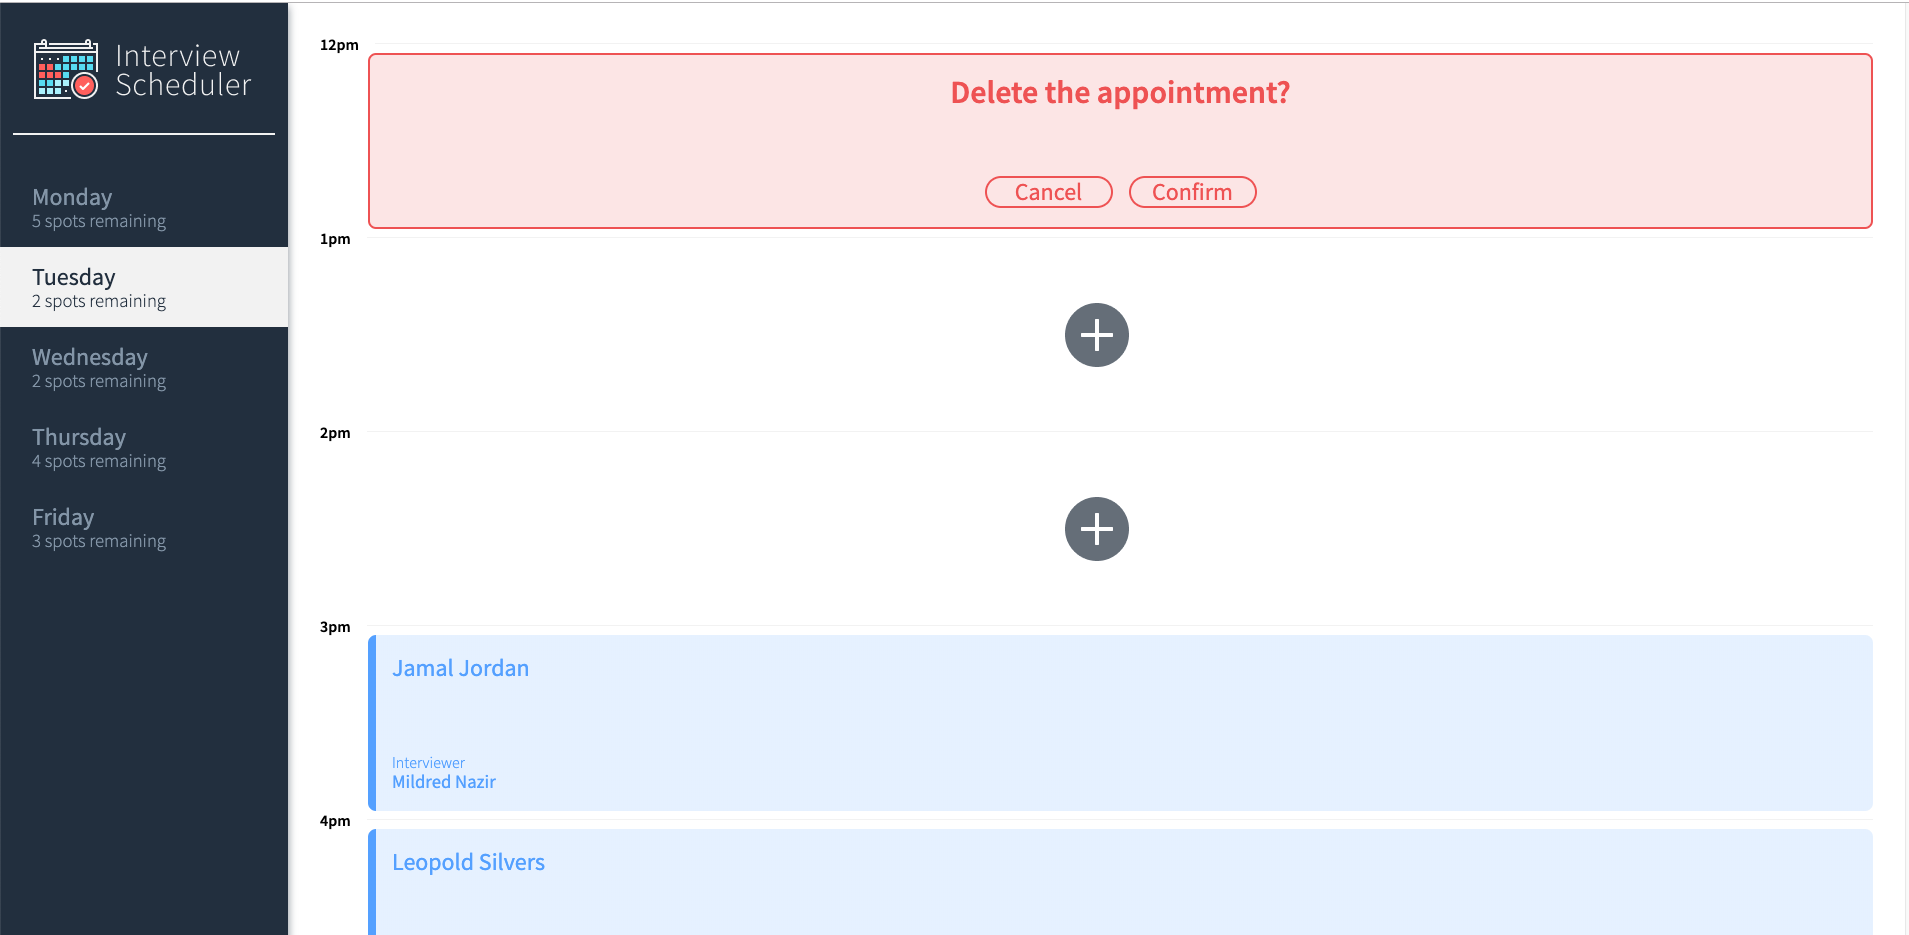 Interview
Scheduler
Monday
5 spots remaining
Tuesday
2 spots remaining
Wednesday
2 spots remaining
Thursday
4 spots remaining
Friday
3 spots remaining
12pm
Delete the appointment?
Cancel Confirm
1pm
2pm
3pm
Jamal Jordan
Interviewer
Mildred Nazir
4pm
Leopold Silvers